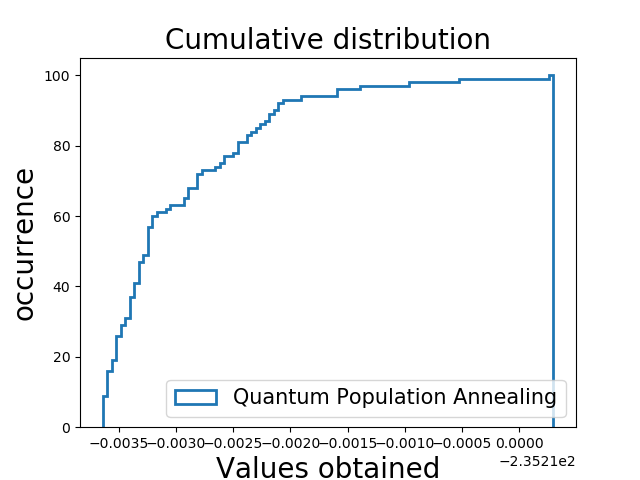 Cumulative distribution
100
80
60
40
20
0
occurrence
Quantum Population Annealing
−0.0035 −0.0030 −0.0025 −0.0020 −0.0015 −0.0010 −0.0005 0.0000
−2.3521e2
Values obtained